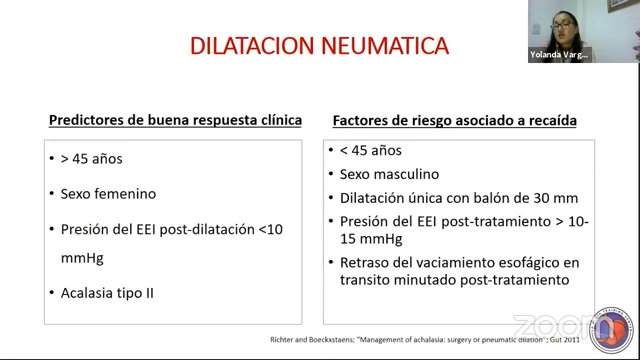 DILATACION NEUMATICA
Yolanda Varg...
Predictores de buena respuesta clínica
• > 45 años
• Sexo femenino
• Presión del EEI post-dilatación <10
mmHg
• Acalasia tipo II
Factores de riesgo asociado a recaída
• < 45 años
• Sexo masculino
• Dilatación única con balón de 30 mm
• Presión del EEI post-tratamiento > 10-
15 mmHg
• Retraso del vaciamiento esofágico en
transito minutado post-tratamiento
Richter and Boeckxstaens; "Management of achalasia: surgery or pneumatic dilation"; Gut 2011
zoom